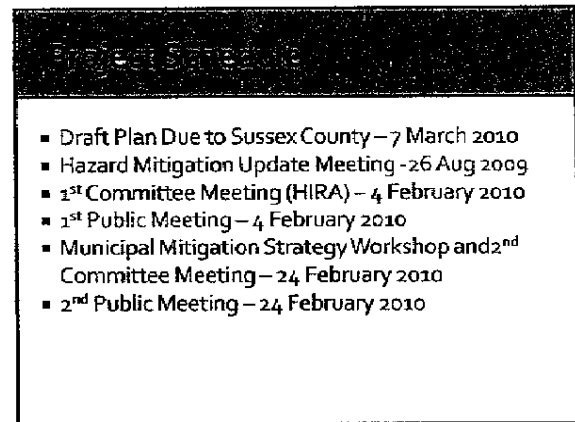 Project Schedule
▪ Draft Plan Due to Sussex County – 7 March 2010
▪ Hazard Mitigation Update Meeting -26 Aug 2009
▪ 1st Committee Meeting (HIRA) – 4 February 2010
▪ 1st Public Meeting – 4 February 2010
▪ Municipal Mitigation Strategy Workshop and2nd
Committee Meeting – 24 February 2010
▪ 2nd Public Meeting – 24 February 2010